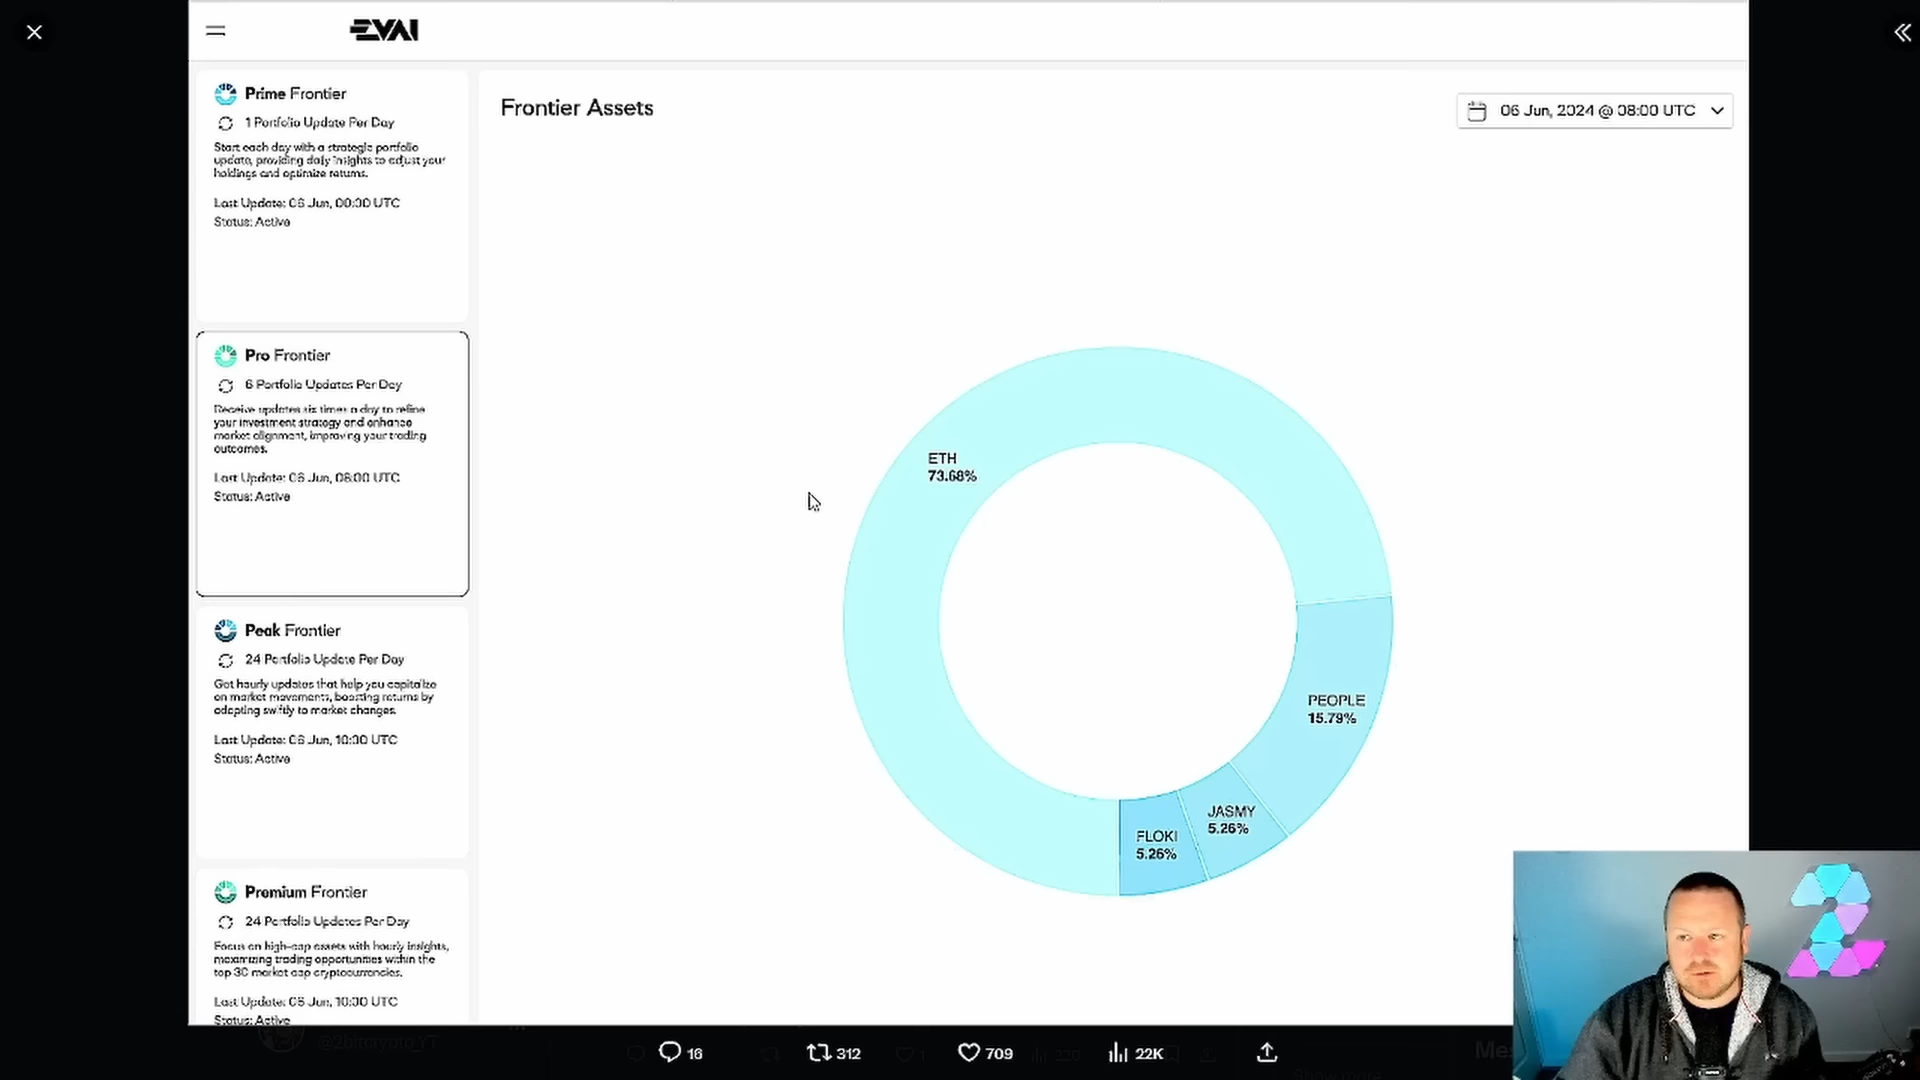 EVAI
Prime Frontier
1 Portfolio Update Per Day
Start each day with a strategic portfolio
update, providing daily insights to adjust your
holdings and optimize returns.
Last Update: 06 Jun, 00:00 UTC
Status: Active
Pro Frontier
6 Portfolio Updates Per Day
Receive updates six times a day to refine
your investment strategy and enhance
market alignment, improving your trading
outcomes.
Last Update: 06 Jun, 08:00 UTC
Status: Active
Peak Frontier
24 Portfolio Update Per Day
Get hourly updates that help you capitalize
on market movements, boosting returns by
adapting swiftly to market changes.
Last Update: 06 Jun, 10:00 UTC
Status: Active
Premium Frontier
24 Portfolio Updates Per Day
Focus on high-cap assets with hourly insights,
maximizing trading opportunities within the
top 30 market cap cryptocurrencies.
Last Update: 06 Jun, 10:00 UTC
Status: Active
Frontier Assets
06 Jun, 2024 @ 08:00 UTC
ETH
73.68%
PEOPLE
15.79%
JASMY
5.26%
FLOKI
5.26%
@2bitcrypto_YT
16
312
709
22K
2